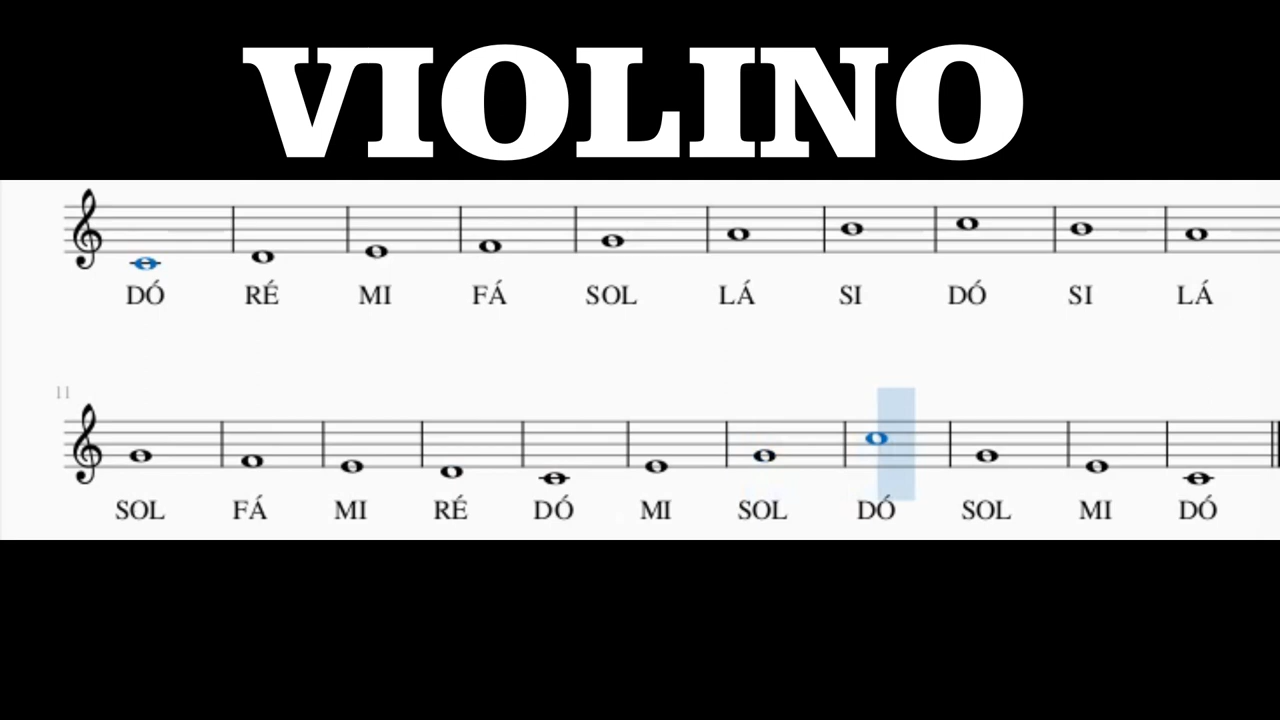 VIOLINO
DÓ RÉ MI FÁ SOL LÁ SI DÓ SI LÁ
11
SOL FÁ MI RÉ DÓ MI SOL DÓ SOL MI DÓ